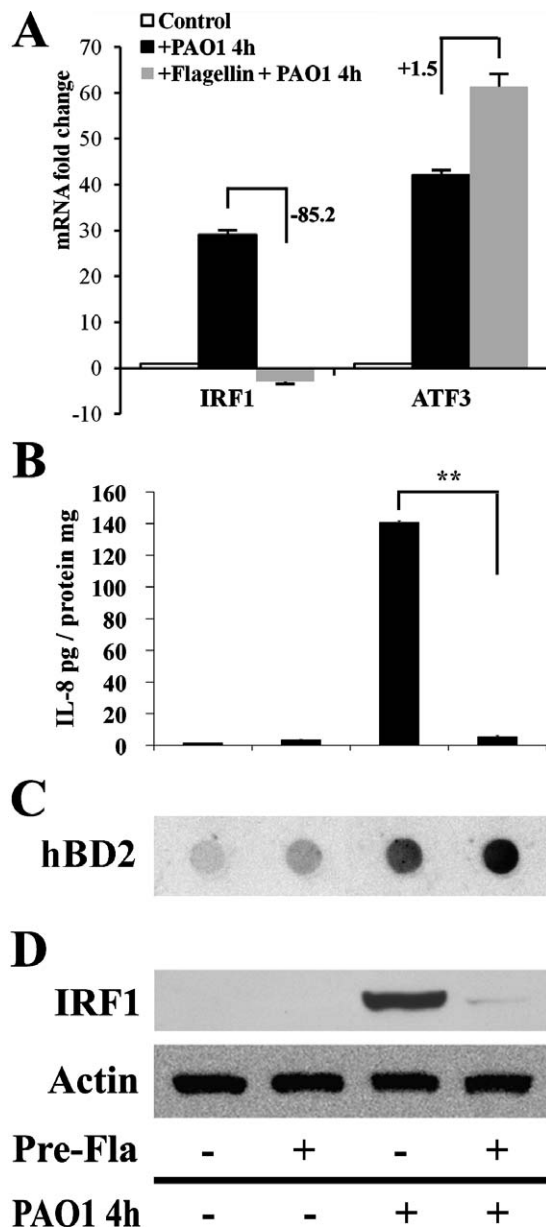 A
Control
+PAO1 4h
+Flagellin + PAO1 4h
mRNA fold change
70
60
50
40
30
20
10
0
-10
-85.2
+1.5
IRF1 ATF3
B
IL-8 pg / protein mg
160
140
120
100
80
60
40
20
0
**
C
hBD2
D
IRF1
Actin
Pre-Fla - + - +
PAO1 4h - - + +